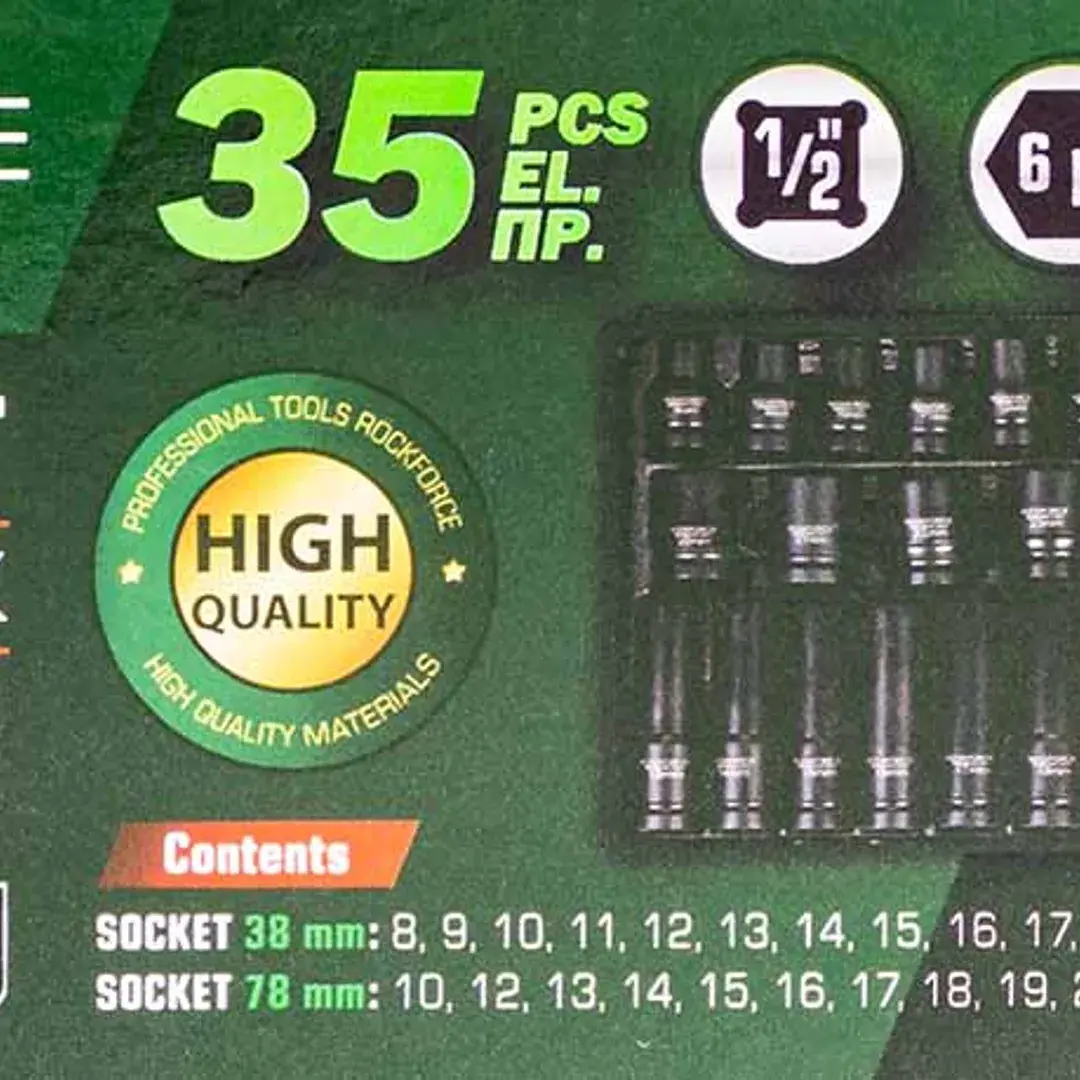 35 PCS
EL.
ПР.
1/2"
6
PROFESSIONAL TOOLS ROCKFORCE
HIGH
QUALITY
HIGH QUALITY MATERIALS
Contents
SOCKET 38 mm: 8, 9, 10, 11, 12, 13, 14, 15, 16, 17,
SOCKET 78 mm: 10, 12, 13, 14, 15, 16, 17, 18, 19,